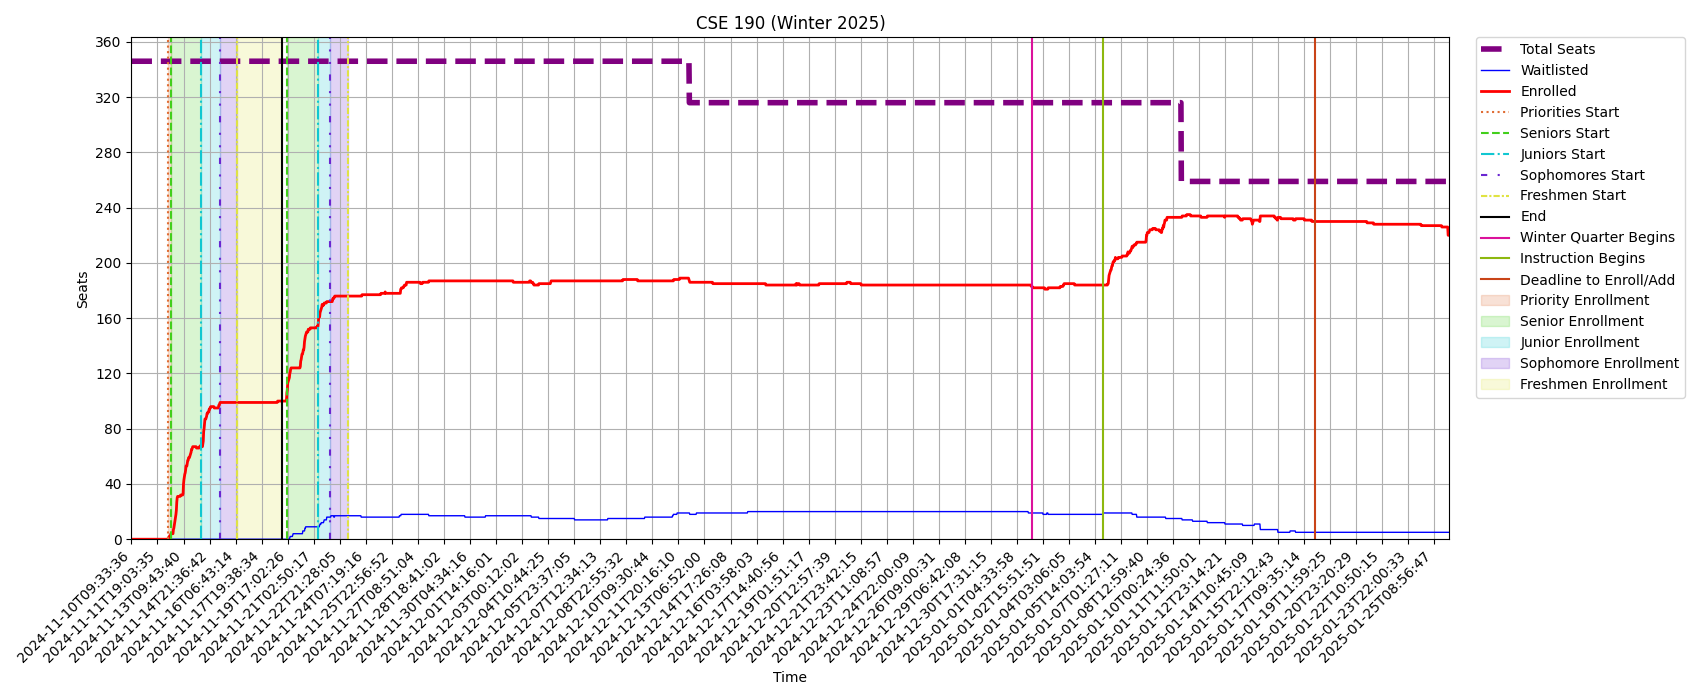 CSE 190 (Winter 2025)
Seats
360
320
280
240
200
160
120
80
40
0
2024-11-10T09:33:36
2024-11-11T19:03:35
2024-11-13T09:43:40
2024-11-14T21:36:42
2024-11-16T06:43:14
2024-11-17T19:38:34
2024-11-19T17:02:26
2024-11-21T02:50:17
2024-11-22T21:28:05
2024-11-24T07:19:16
2024-11-25T22:56:52
2024-11-27T08:51:04
2024-11-28T18:41:02
2024-11-30T04:34:16
2024-12-01T14:16:01
2024-12-03T00:12:02
2024-12-04T10:44:25
2024-12-05T23:37:05
2024-12-07T12:34:13
2024-12-08T22:55:32
2024-12-10T09:30:44
2024-12-11T20:16:10
2024-12-13T06:52:00
2024-12-14T17:26:08
2024-12-16T03:58:03
2024-12-17T14:40:56
2024-12-19T01:51:17
2024-12-20T12:57:39
2024-12-21T23:42:15
2024-12-23T11:08:57
2024-12-24T22:00:09
2024-12-26T09:00:31
2024-12-29T06:42:08
2024-12-30T17:31:15
2025-01-01T04:33:58
2025-01-02T15:51:51
2025-01-04T03:06:05
2025-01-05T14:03:54
2025-01-07T01:27:11
2025-01-08T12:59:40
2025-01-10T00:24:36
2025-01-11T11:50:01
2025-01-12T23:14:21
2025-01-14T10:45:09
2025-01-15T22:12:43
2025-01-17T09:35:14
2025-01-19T11:59:25
2025-01-20T23:20:29
2025-01-22T10:50:15
2025-01-23T22:00:33
2025-01-25T08:56:47
Time
Total Seats
Waitlisted
Enrolled
Priorities Start
Seniors Start
Juniors Start
Sophomores Start
Freshmen Start
End
Winter Quarter Begins
Instruction Begins
Deadline to Enroll/Add
Priority Enrollment
Senior Enrollment
Junior Enrollment
Sophomore Enrollment
Freshmen Enrollment